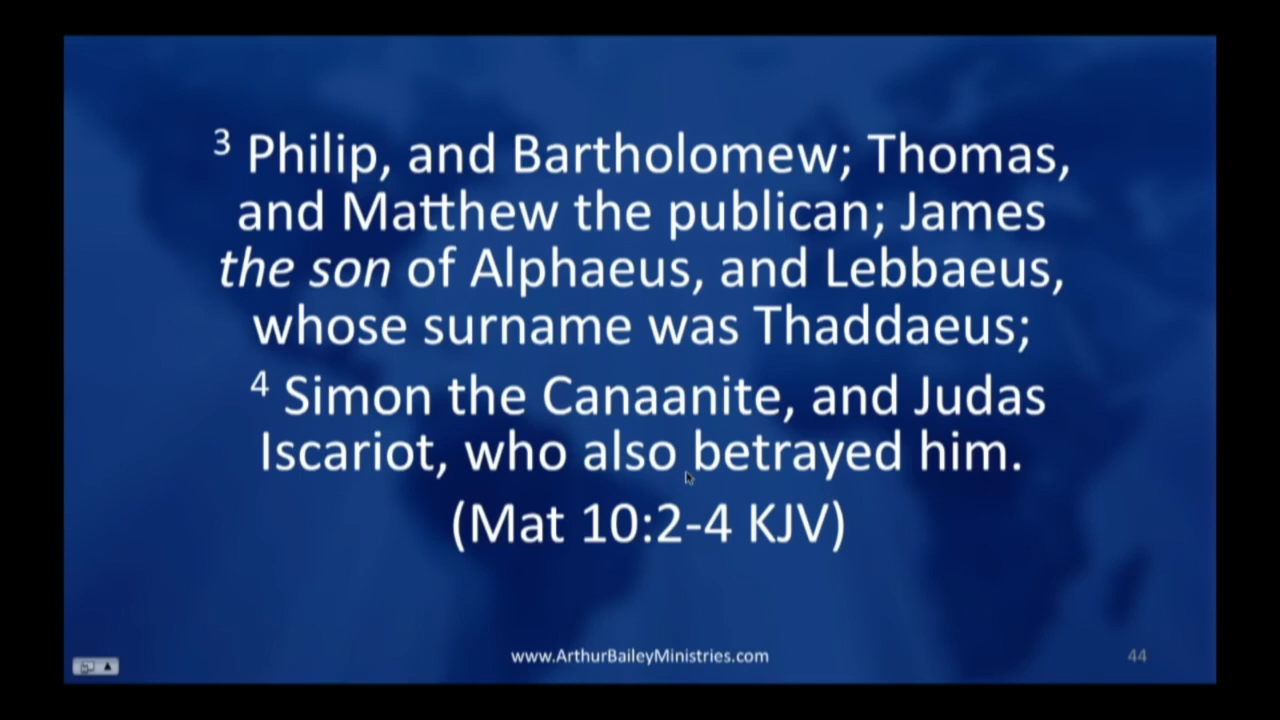 3 Philip, and Bartholomew; Thomas,
and Matthew the publican; James
the son of Alphaeus, and Lebbaeus,
whose surname was Thaddaeus;
4 Simon the Canaanite, and Judas
Iscariot, who also betrayed him.
(Mat 10:2-4 KJV)
www.ArthurBaileyMinistries.com
44